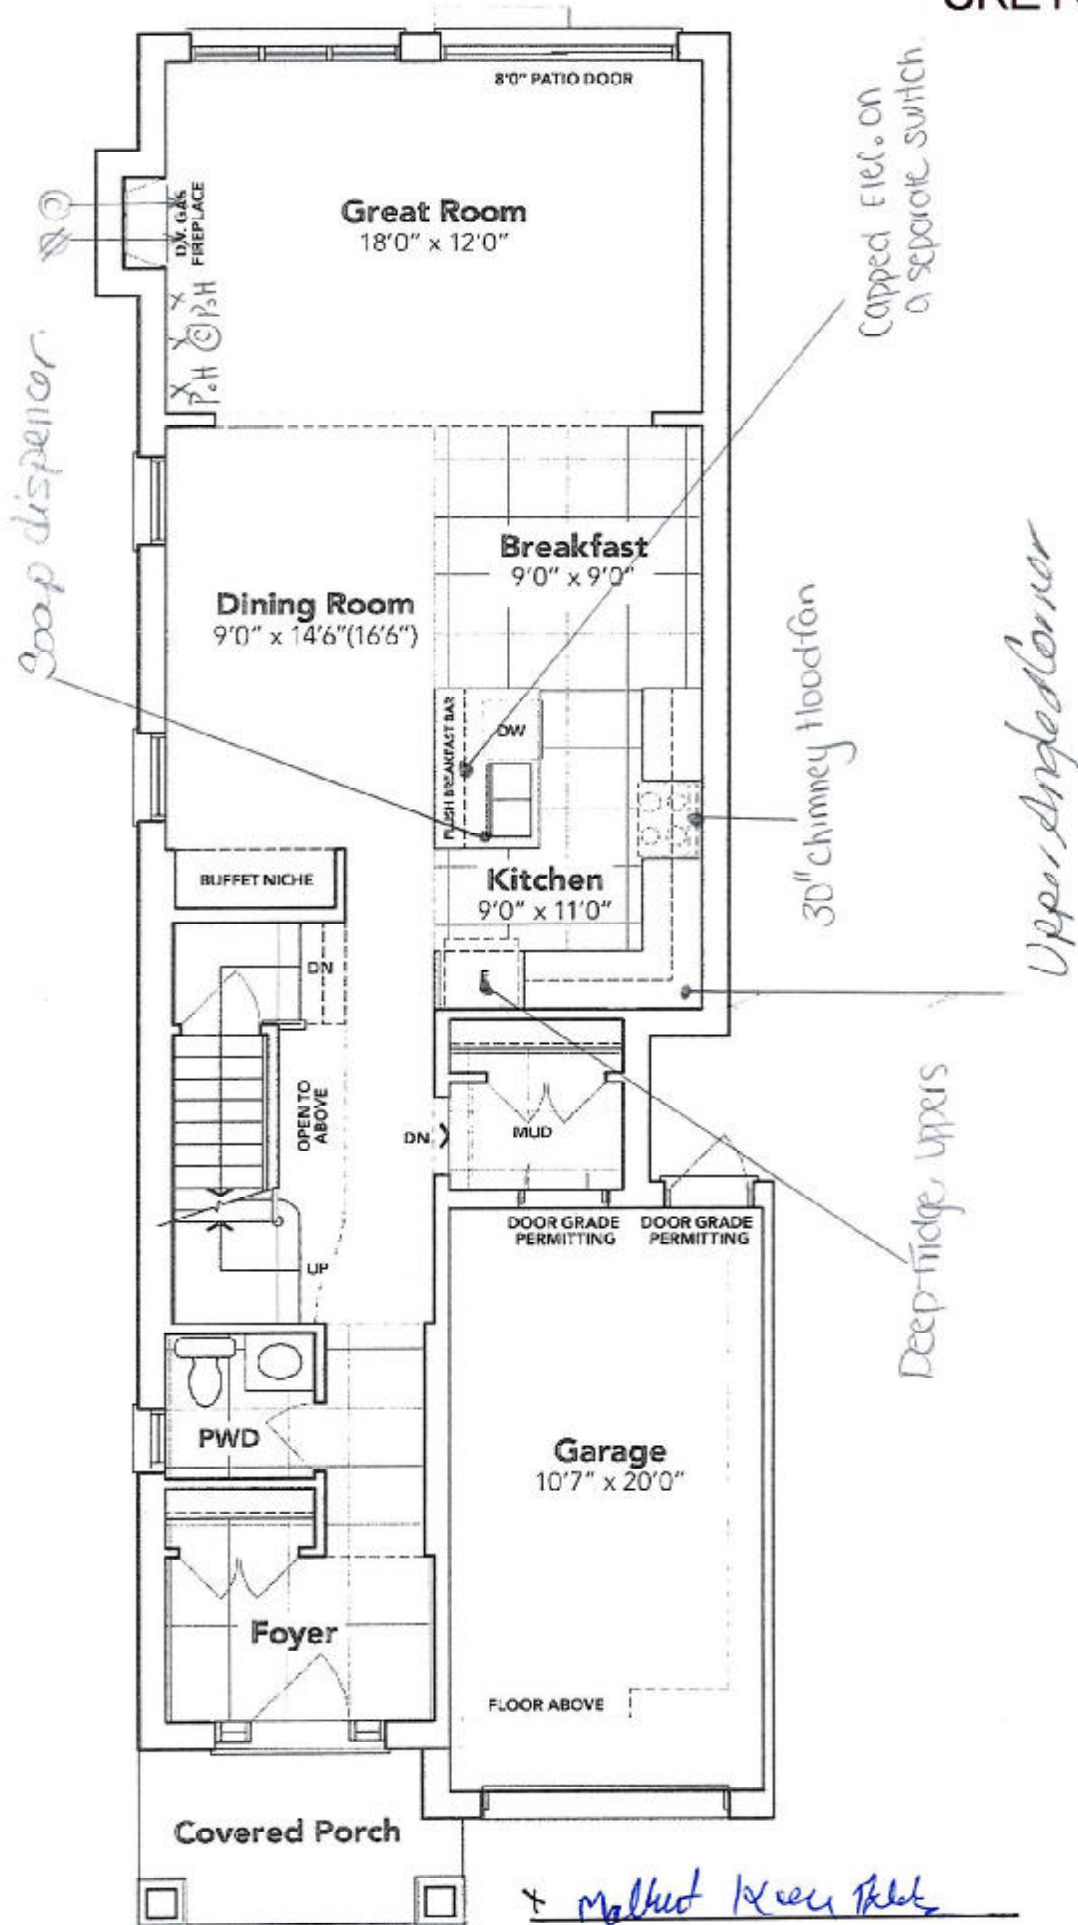 8'0" PATIO DOOR
Capped Elec. on
a separate switch
Great Room
18'0" x 12'0"
D.V. GAS
FIREPLACE
x x x
P.H © P.H
Soap dispencor
Breakfast
9'0" x 9'0"
Dining Room
9'0" x 14'6"(16'6")
FLUSH BREAKFAST BAR
DW
30" Chimney Hoodfan
Upper Angled Corner
BUFFET NICHE
Kitchen
9'0" x 11'0"
DN
F
OPEN TO
ABOVE
DN
MUD
Deep Fridge Uppers
DOOR GRADE
PERMITTING
DOOR GRADE
PERMITTING
UP
PWD
Garage
10'7" x 20'0"
Foyer
FLOOR ABOVE
Covered Porch
x